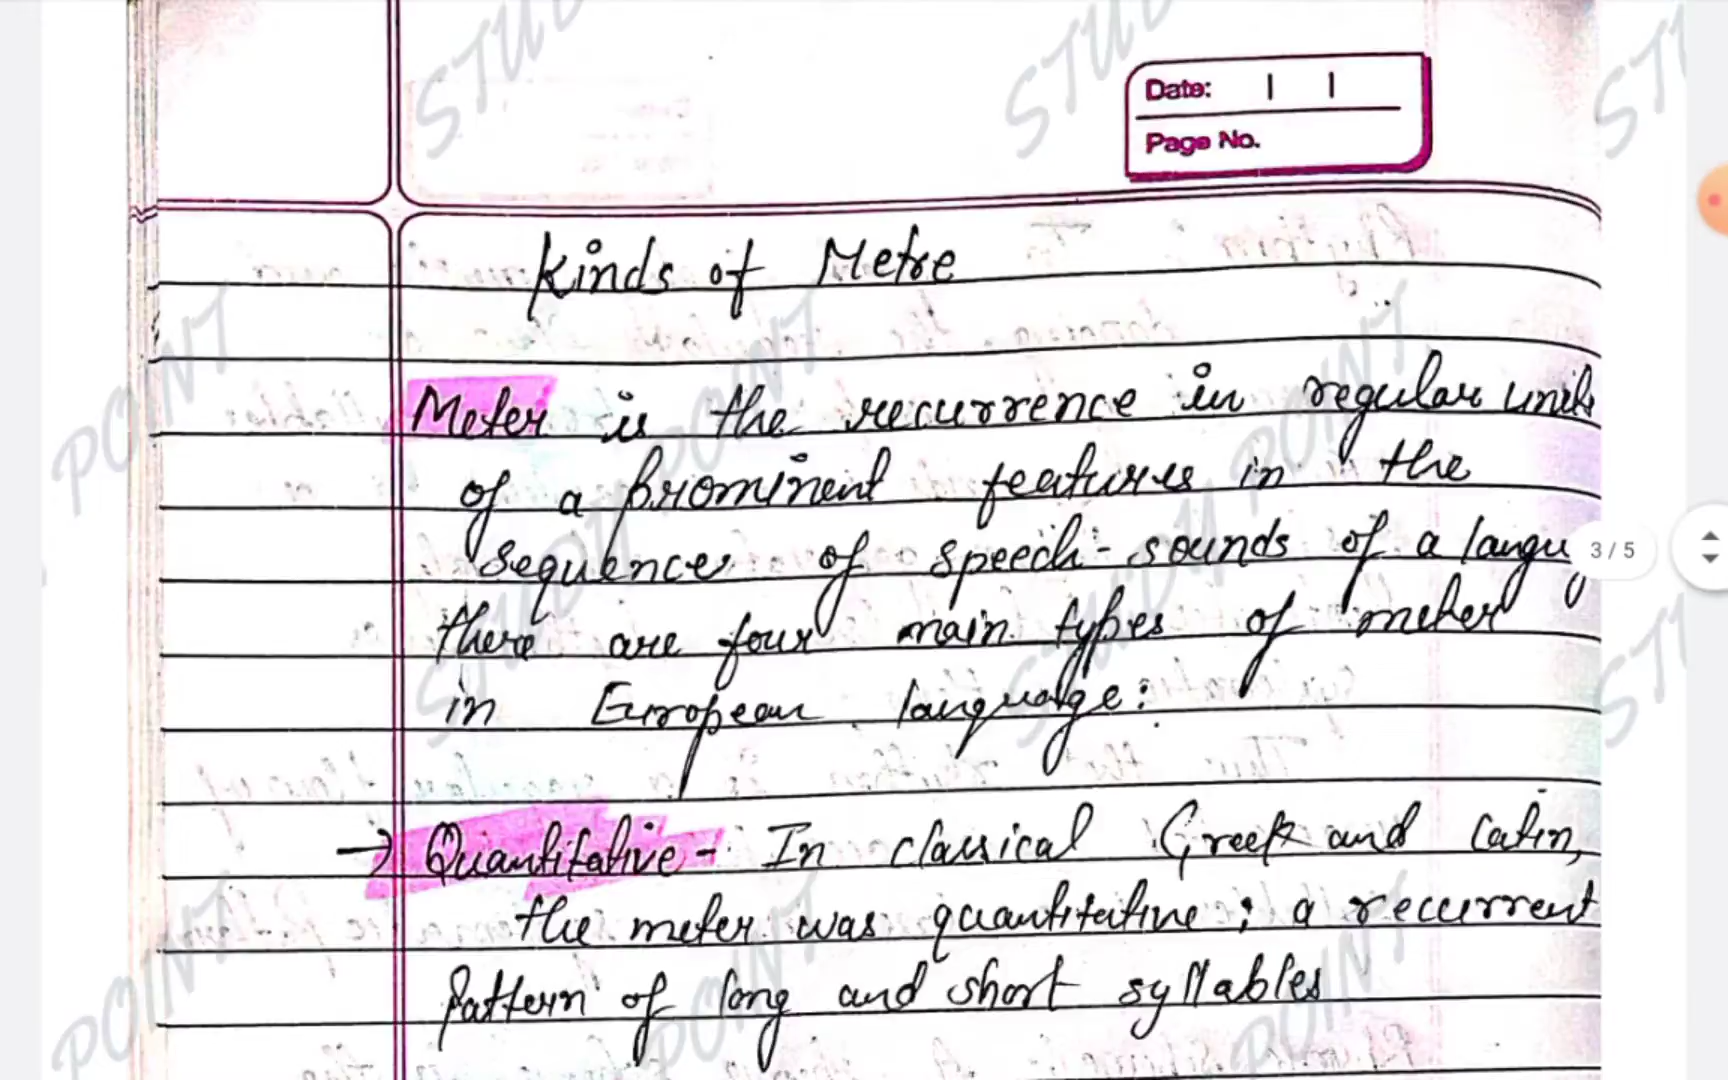 Date:
Page No.
Kinds of Metre
Meter is the recurrence in regular units
of a prominent features in the
sequence of speech-sounds of a langu
3 / 5
there are four main types of meter
in European language:
→ Quantitative - In classical Greek and Latin,
the meter was quantitative; a recurrent
pattern of long and short syllables
STUDY POINT